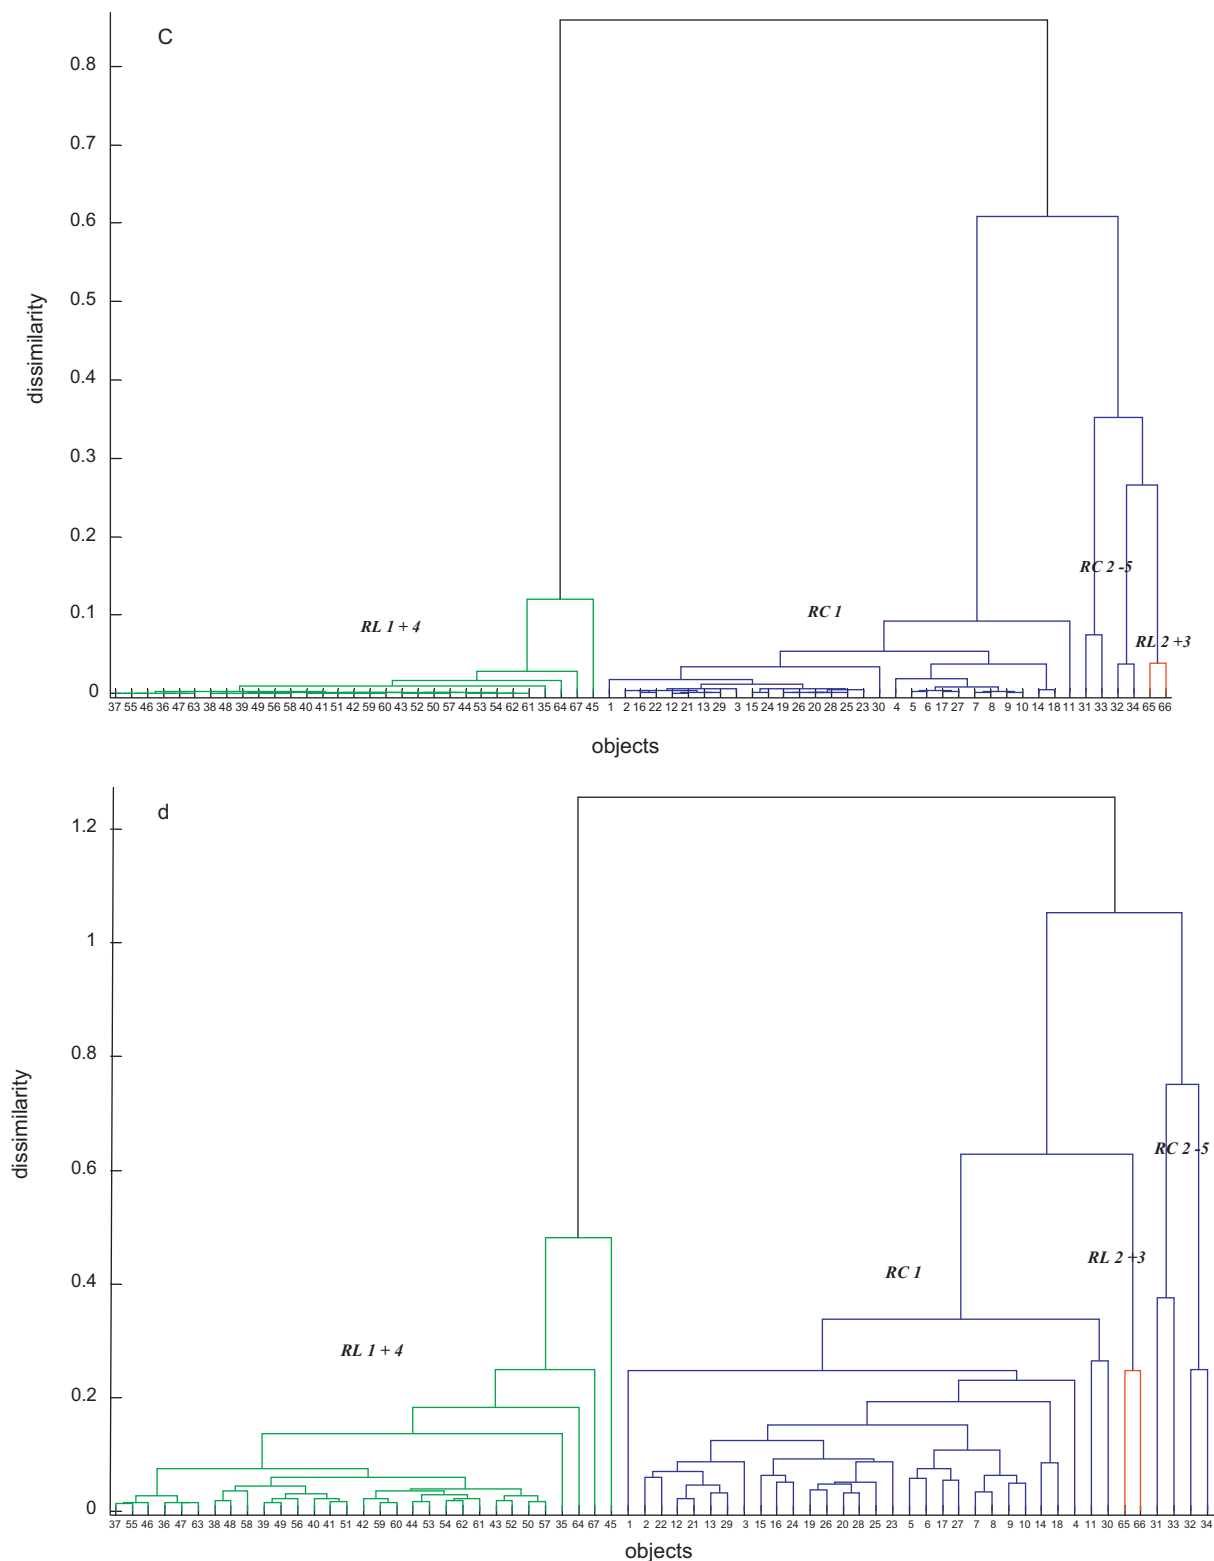 C
0.8
0.7
0.6
0.5
0.4
0.3
0.2
0.1
0
dissimilarity
RC 2 -5
RC 1
RL 1 + 4
RL 2 +3
37 55 46 36 47 63 38 48 39 49 56 58 40 41 51 42 59 60 43 52 50 57 44 53 54 62 61 35 64 67 45 1 2 16 22 12 21 13 29 3 15 24 19 26 20 28 25 23 30 4 5 6 17 27 7 8 9 10 14 18 11 31 33 32 34 65 66
objects
d
1.2
1
0.8
0.6
0.4
0.2
0
dissimilarity
RC 2 -5
RL 2 +3
RC 1
RL 1 + 4
37 55 46 36 47 63 38 48 58 39 49 56 40 41 51 42 59 60 44 53 54 62 61 43 52 50 57 35 64 67 45 1 2 22 12 21 13 29 3 15 16 24 19 26 20 28 25 23 5 6 17 27 7 8 9 10 14 18 4 11 30 65 66 31 33 32 34
objects